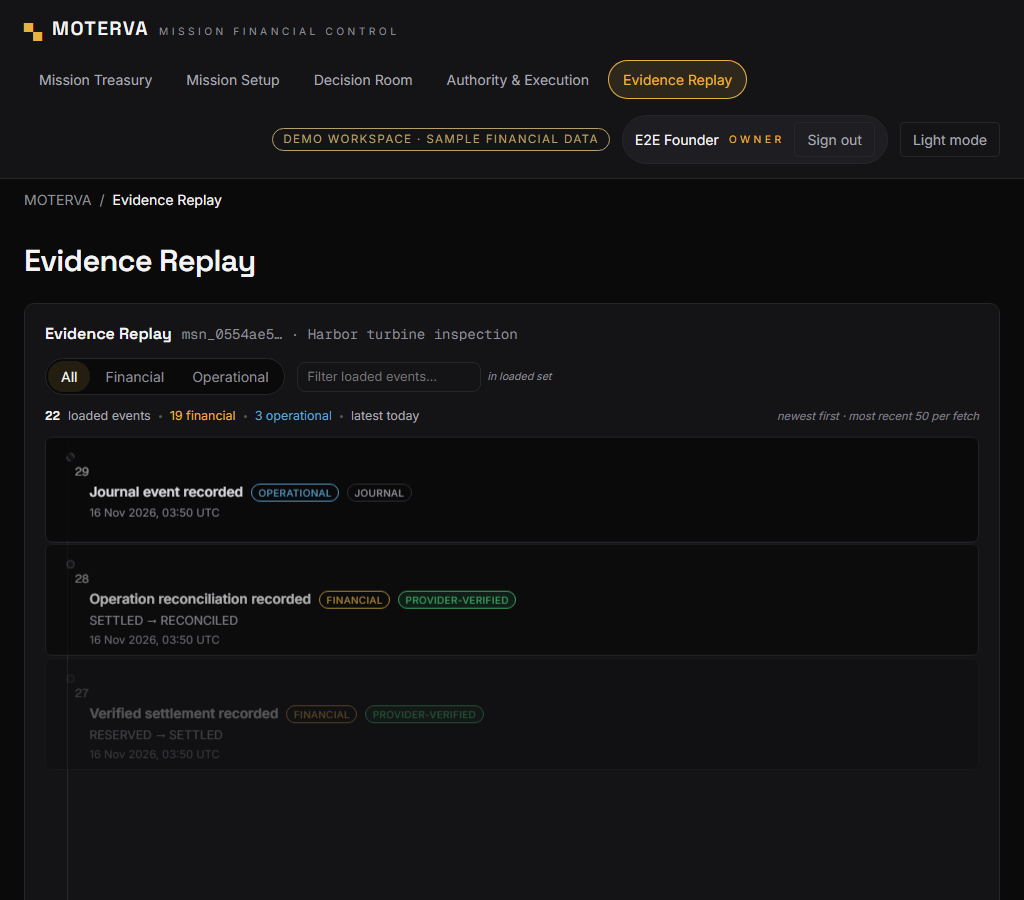 MOTERVA MISSION FINANCIAL CONTROL
Mission Treasury Mission Setup Decision Room Authority & Execution Evidence Replay
DEMO WORKSPACE · SAMPLE FINANCIAL DATA E2E Founder OWNER Sign out Light mode
MOTERVA / Evidence Replay
Evidence Replay
Evidence Replay msn_0554ae5… · Harbor turbine inspection
All Financial Operational Filter loaded events... in loaded set
22 loaded events • 19 financial • 3 operational • latest today newest first · most recent 50 per fetch
29
Journal event recorded OPERATIONAL JOURNAL
16 Nov 2026, 03:50 UTC
28
Operation reconciliation recorded FINANCIAL PROVIDER-VERIFIED
SETTLED → RECONCILED
16 Nov 2026, 03:50 UTC
27
Verified settlement recorded FINANCIAL PROVIDER-VERIFIED
RESERVED → SETTLED
16 Nov 2026, 03:50 UTC